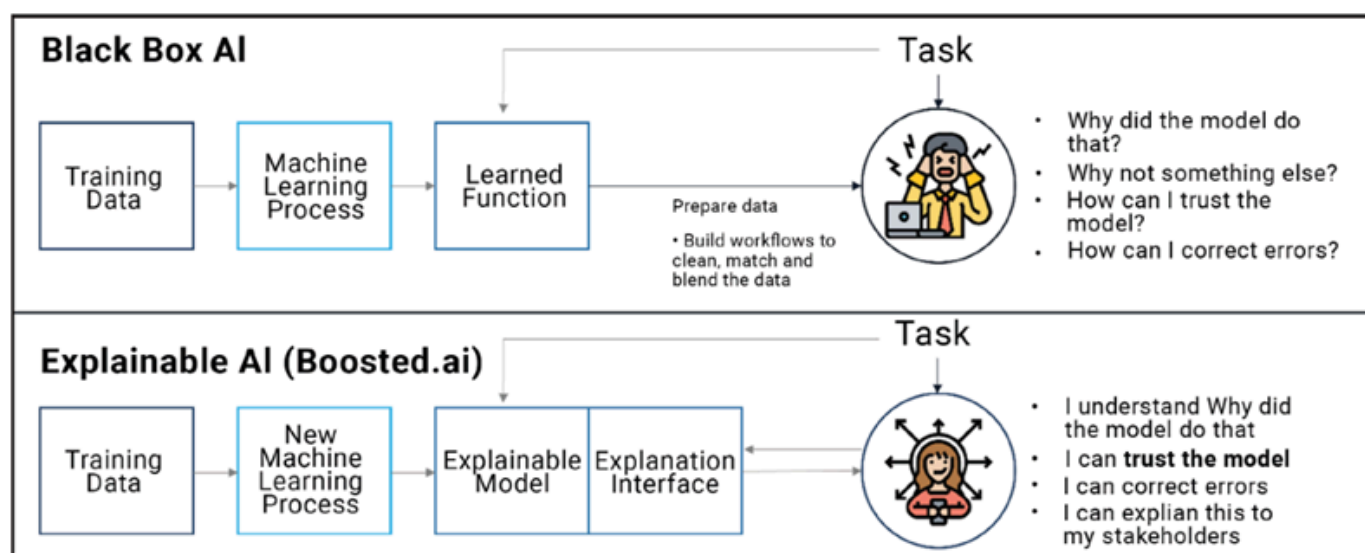 Black Box AI
Task
Training
Data
Machine
Learning
Process
Learned
Function
Prepare data
• Build workflows to
clean, match and
blend the data
• Why did the model do
that?
• Why not something else?
• How can I trust the
model?
• How can I correct errors?
Explainable AI (Boosted.ai)
Task
Training
Data
New
Machine
Learning
Process
Explainable
Model
Explanation
Interface
• I understand Why did
the model do that
• I can trust the model
• I can correct errors
• I can explian this to
my stakeholders